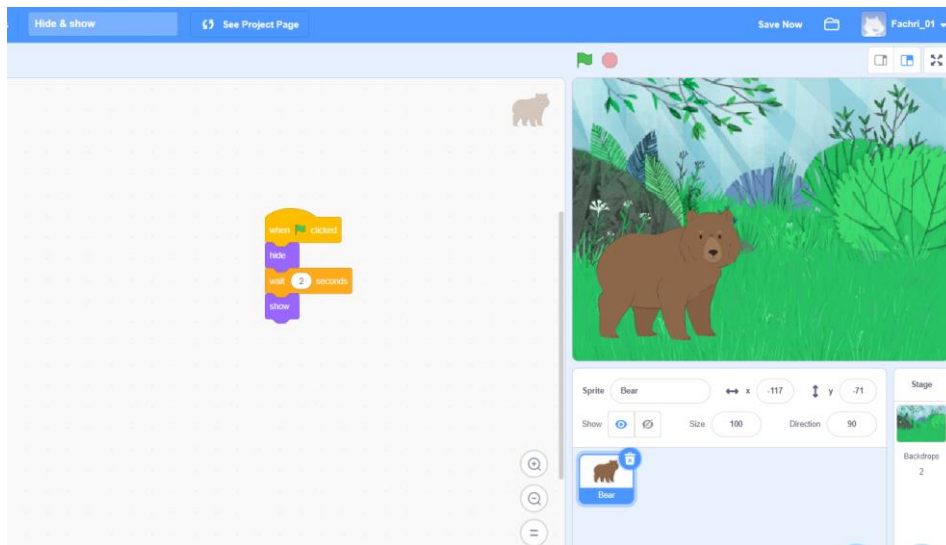 Hide & show
See Project Page
Save Now
Fachri_01
when clicked
hide
wait 2 seconds
show
Sprite Bear x -117 y -71
Show Size 100 Direction 90
Bear
Stage
Backdrops
2